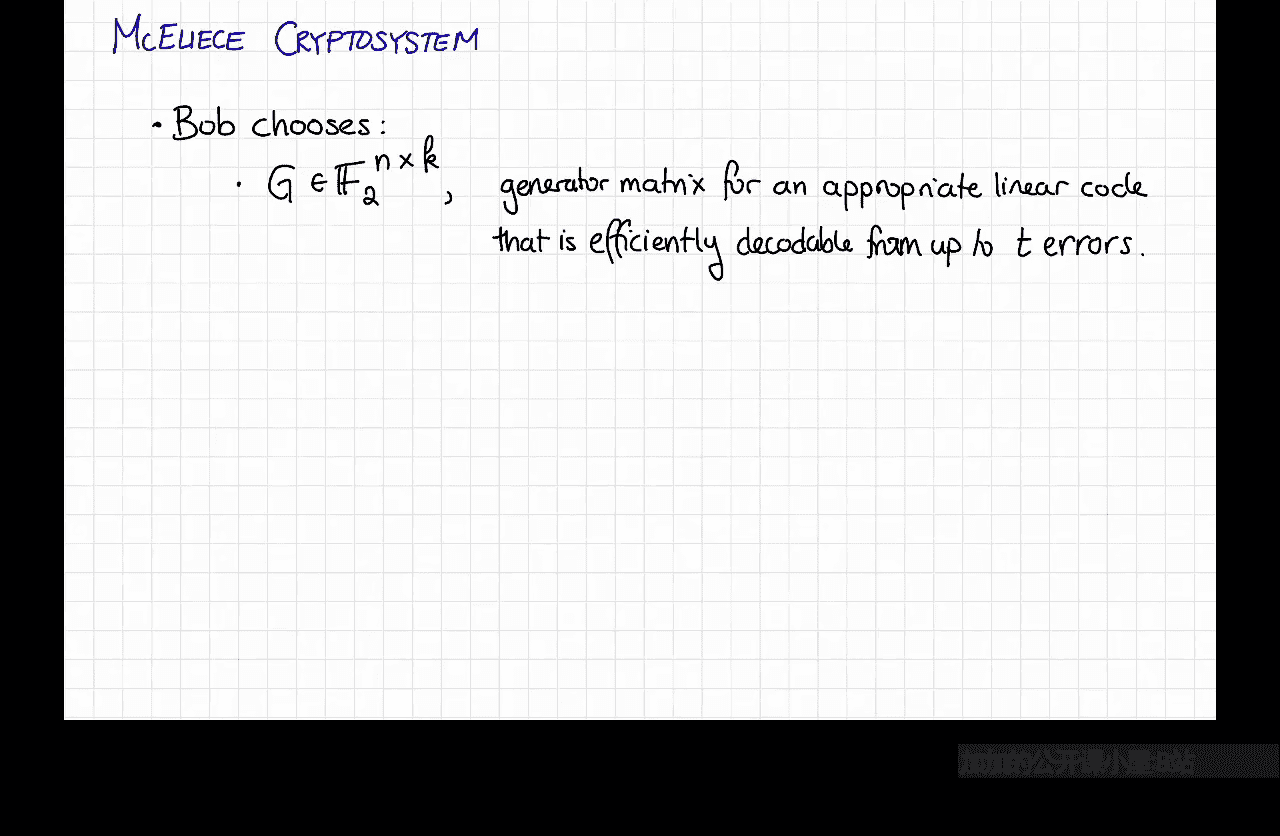 McEliece Cryptosystem
· Bob chooses:
· G ∈ 𝔽₂ⁿˣᵏ, generator matrix for an appropriate linear code
that is efficiently decodable from up to t errors.